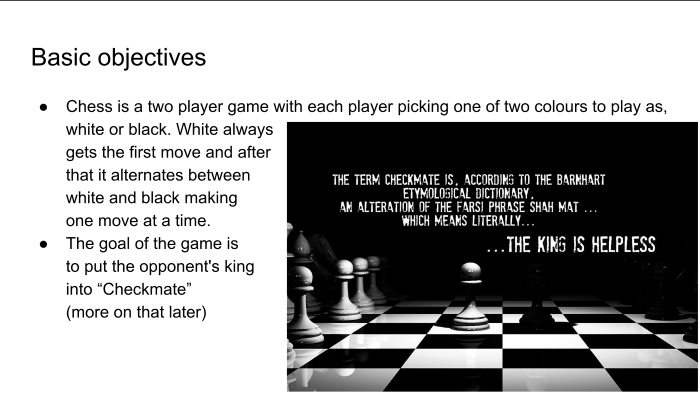 Basic objectives
● Chess is a two player game with each player picking one of two colours to play as,
white or black. White always
gets the first move and after
that it alternates between
white and black making
one move at a time.
● The goal of the game is
to put the opponent's king
into “Checkmate”
(more on that later)
THE TERM CHECKMATE IS, ACCORDING TO THE BARNHART
ETYMOLOGICAL DICTIONARY,
AN ALTERATION OF THE FARSI PHRASE SHAH MAT ...
WHICH MEANS LITERALLY...
...THE KING IS HELPLESS